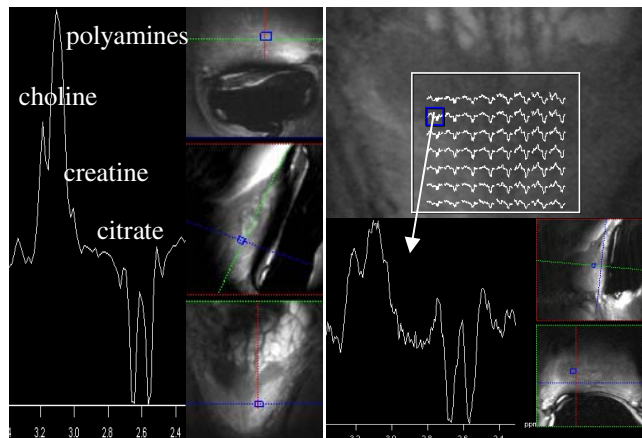 polyamines
choline
creatine
citrate
3.2 3.0 2.8 2.6 2.4
ppm 3.2 3.0 2.8 2.6 2.4